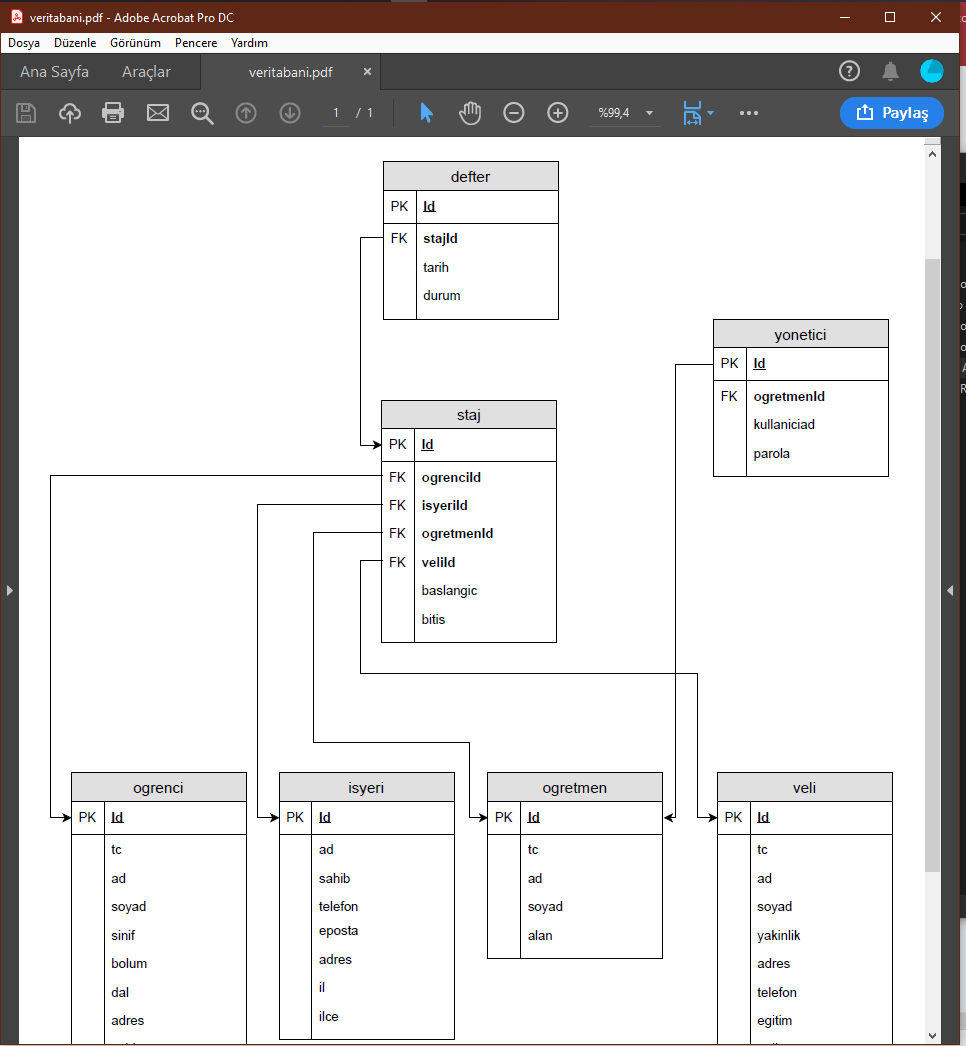 veritabani.pdf - Adobe Acrobat Pro DC
Dosya Düzenle Görünüm Pencere Yardım
Ana Sayfa Araçlar veritabani.pdf ×
1 / 1 %99,4 Paylaş
defter
PK Id
FK stajId
tarih
durum
yonetici
PK Id
FK ogretmenId
kullaniciad
parola
staj
PK Id
FK ogrenciId
FK isyeriId
FK ogretmenId
FK veliId
baslangic
bitis
ogrenci
PK Id
tc
ad
soyad
sinif
bolum
dal
adres
isyeri
PK Id
ad
sahib
telefon
eposta
adres
il
ilce
ogretmen
PK Id
tc
ad
soyad
alan
veli
PK Id
tc
ad
soyad
yakinlik
adres
telefon
egitim